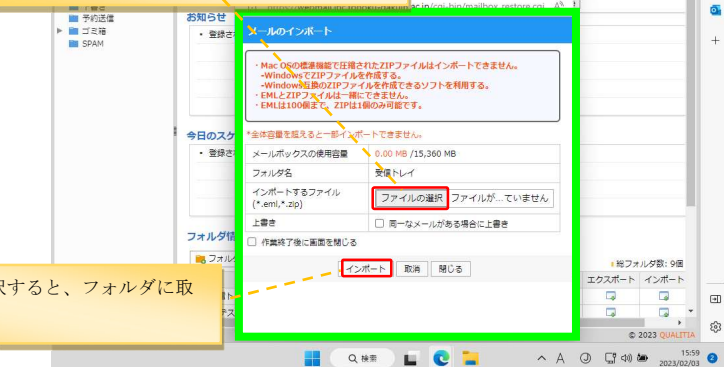 予約送信
ゴミ箱
SPAM
お知らせ
・登録さ
今日のスケ
・登録さ
フォルダ情
メールのインポート
・Mac OSの標準機能で圧縮されたZIPファイルはインポートできません。
-WindowsでZIPファイルを作成する。
-Windows互換のZIPファイルを作成できるソフトを利用する。
・EMLとZIPファイルは一緒にできません。
・EMLは100個まで、ZIPは1個のみ可能です。
*全体容量を超えると一部インポートできません。
メールボックスの使用容量 0.00 MB /15,360 MB
フォルダ名 受信トレイ
インポートするファイル (*.eml,*.zip) ファイルの選択 ファイルが...ていません
上書き 同一なメールがある場合に上書き
作業終了後に画面を閉じる
インポート 取消 閉じる
総フォルダ数: 9個
エクスポート インポート
択すると、フォルダに取
© 2023 QUALITIA
検索
A
15:59
2023/02/03
2